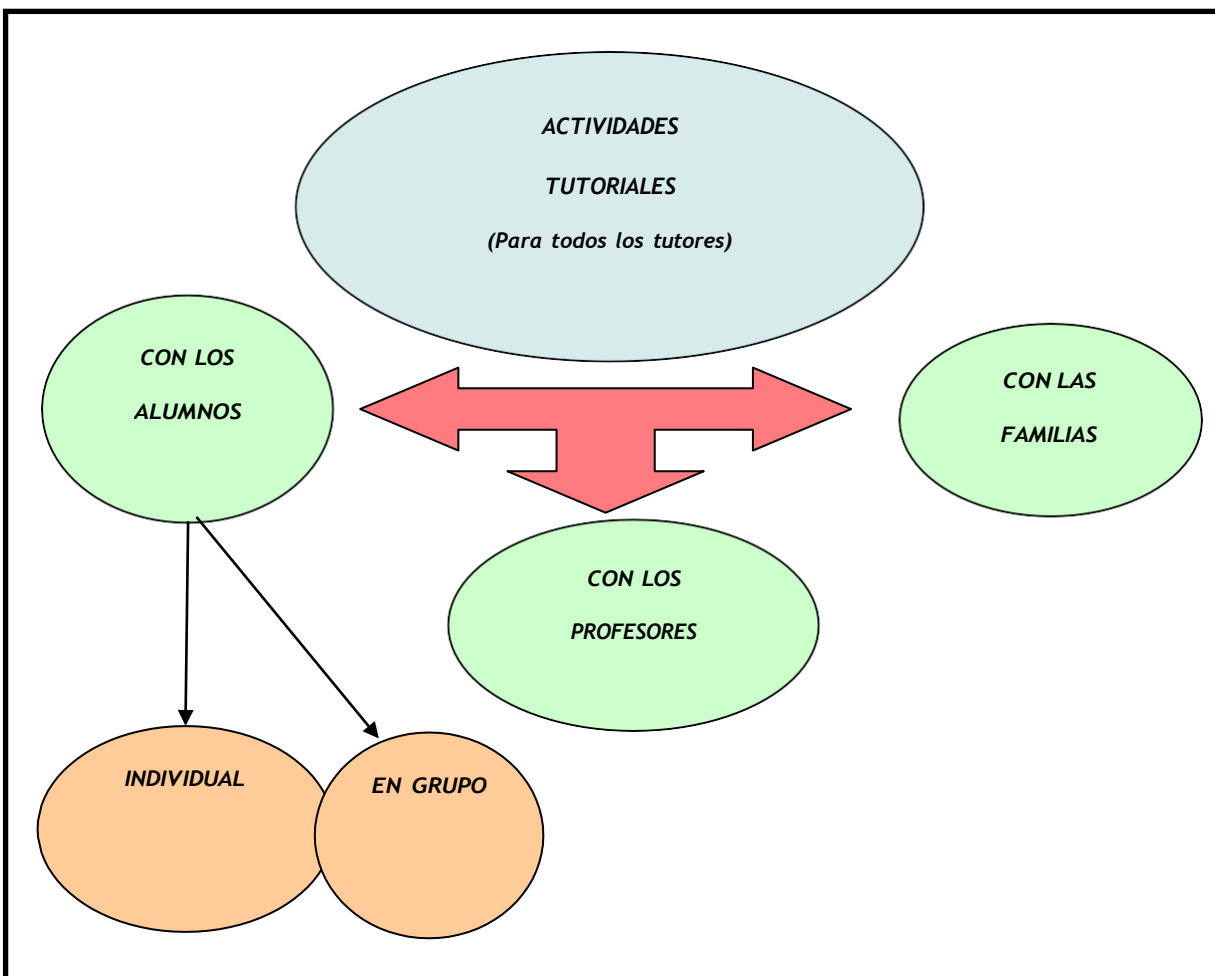 ACTIVIDADES
TUTORIALES
(Para todos los tutores)
CON LOS
ALUMNOS
CON LAS
FAMILIAS
CON LOS
PROFESORES
INDIVIDUAL
EN GRUPO